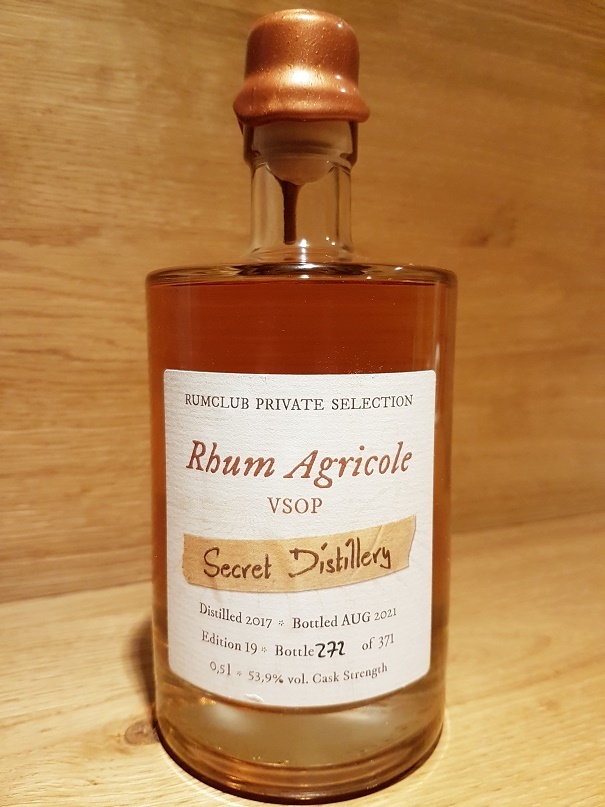 RUMCLUB PRIVATE SELECTION
Rhum Agricole
VSOP
Secret Distillery
Distilled 2017 * Bottled AUG 2021
Edition 19 * Bottle 272 of 371
0,5l * 53,9% vol. Cask Strength